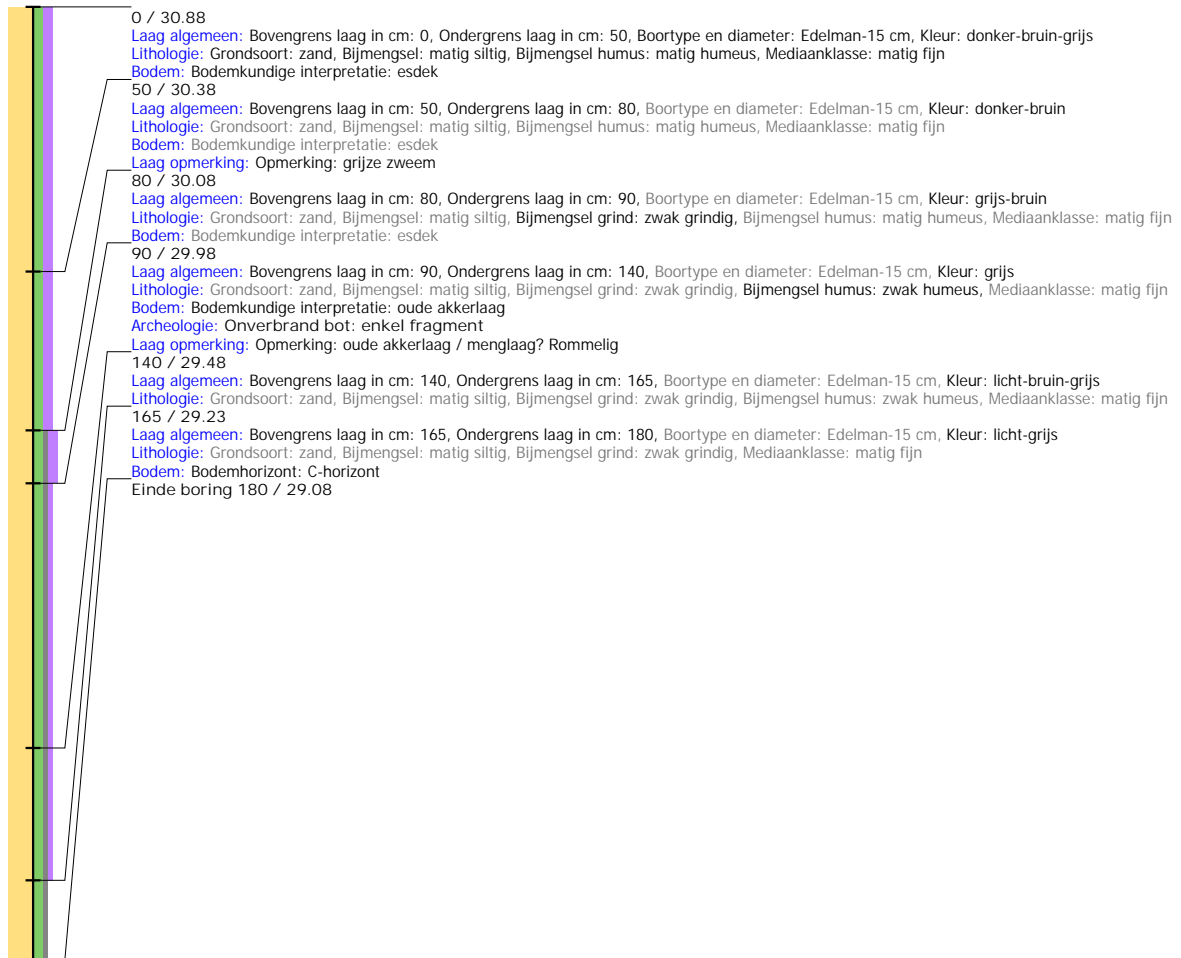 0 / 30.88
Laag algemeen: Bovengrens laag in cm: 0, Ondergrens laag in cm: 50, Boortype en diameter: Edelman-15 cm, Kleur: donker-bruin-grijs
Lithologie: Grondsoort: zand, Bijmengsel: matig siltig, Bijmengsel humus: matig humeus, Mediaanklasse: matig fijn
Bodem: Bodemkundige interpretatie: esdek
50 / 30.38
Laag algemeen: Bovengrens laag in cm: 50, Ondergrens laag in cm: 80, Boortype en diameter: Edelman-15 cm, Kleur: donker-bruin
Lithologie: Grondsoort: zand, Bijmengsel: matig siltig, Bijmengsel humus: matig humeus, Mediaanklasse: matig fijn
Bodem: Bodemkundige interpretatie: esdek
Laag opmerking: Opmerking: grijze zweem
80 / 30.08
Laag algemeen: Bovengrens laag in cm: 80, Ondergrens laag in cm: 90, Boortype en diameter: Edelman-15 cm, Kleur: grijs-bruin
Lithologie: Grondsoort: zand, Bijmengsel: matig siltig, Bijmengsel grind: zwak grindig, Bijmengsel humus: matig humeus, Mediaanklasse: matig fijn
Bodem: Bodemkundige interpretatie: esdek
90 / 29.98
Laag algemeen: Bovengrens laag in cm: 90, Ondergrens laag in cm: 140, Boortype en diameter: Edelman-15 cm, Kleur: grijs
Lithologie: Grondsoort: zand, Bijmengsel: matig siltig, Bijmengsel grind: zwak grindig, Bijmengsel humus: zwak humeus, Mediaanklasse: matig fijn
Bodem: Bodemkundige interpretatie: oude akkerlaag
Archeologie: Onverbrand bot: enkel fragment
Laag opmerking: Opmerking: oude akkerlaag / menglaag? Rommelig
140 / 29.48
Laag algemeen: Bovengrens laag in cm: 140, Ondergrens laag in cm: 165, Boortype en diameter: Edelman-15 cm, Kleur: licht-bruin-grijs
Lithologie: Grondsoort: zand, Bijmengsel: matig siltig, Bijmengsel grind: zwak grindig, Bijmengsel humus: zwak humeus, Mediaanklasse: matig fijn
165 / 29.23
Laag algemeen: Bovengrens laag in cm: 165, Ondergrens laag in cm: 180, Boortype en diameter: Edelman-15 cm, Kleur: licht-grijs
Lithologie: Grondsoort: zand, Bijmengsel: matig siltig, Bijmengsel grind: zwak grindig, Mediaanklasse: matig fijn
Bodem: Bodemhorizont: C-horizont
Einde boring 180 / 29.08